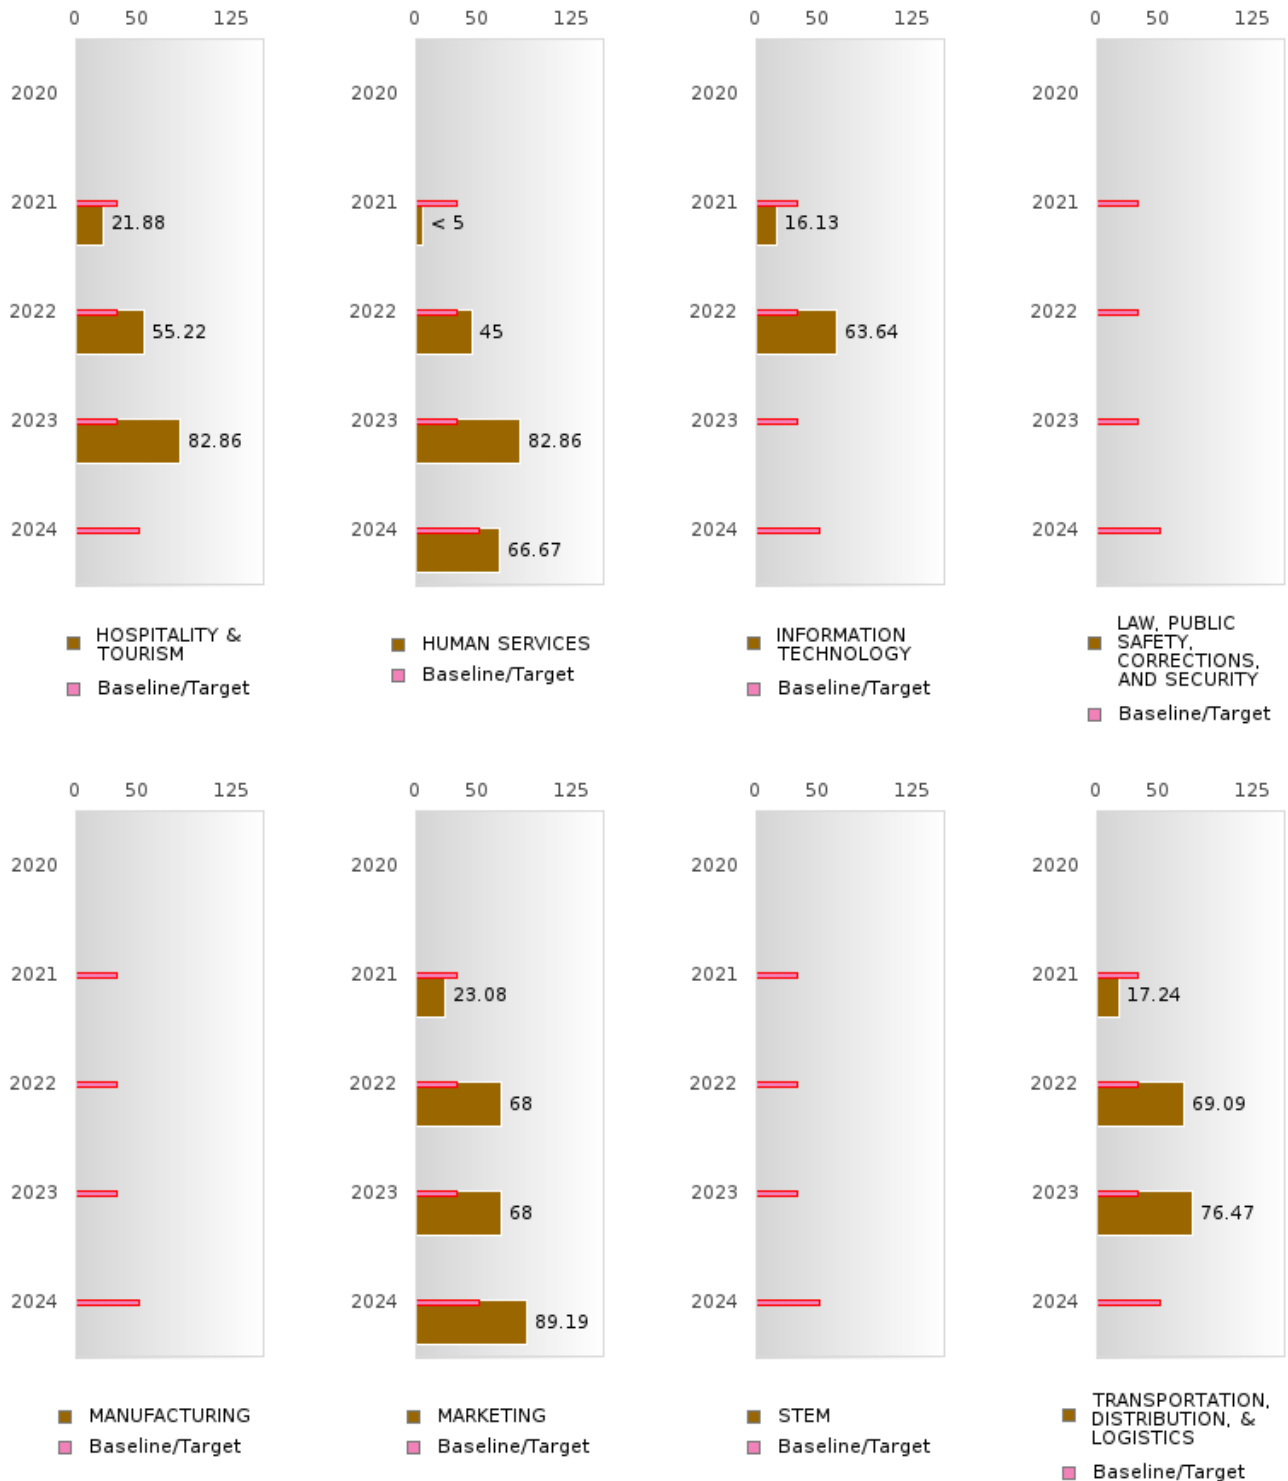 0 50 125
2020
2021
21.88
2022
55.22
2023
82.86
2024
HOSPITALITY &
TOURISM
Baseline/Target
0 50 125
2020
2021
< 5
2022
45
2023
82.86
2024
66.67
HUMAN SERVICES
Baseline/Target
0 50 125
2020
2021
16.13
2022
63.64
2023
2024
INFORMATION
TECHNOLOGY
Baseline/Target
0 50 125
2020
2021
2022
2023
2024
LAW, PUBLIC
SAFETY,
CORRECTIONS,
AND SECURITY
Baseline/Target
0 50 125
2020
2021
2022
2023
2024
MANUFACTURING
Baseline/Target
0 50 125
2020
2021
23.08
2022
68
2023
68
2024
89.19
MARKETING
Baseline/Target
0 50 125
2020
2021
2022
2023
2024
STEM
Baseline/Target
0 50 125
2020
2021
17.24
2022
69.09
2023
76.47
2024
TRANSPORTATION,
DISTRIBUTION, &
LOGISTICS
Baseline/Target